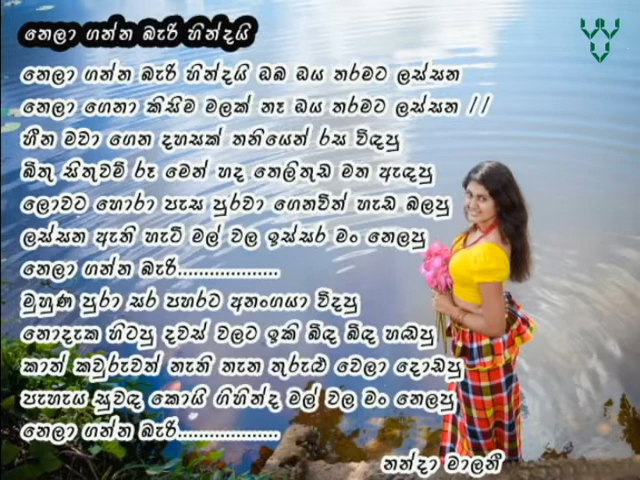 නෙලා ගන්න බැරි හින්දයි
නෙලා ගන්න බැරි හින්දයි ඔබ ඔය තරමට ලස්සන
නෙලා ගෙනා කිසිම මලක් නෑ ඔය තරමට ලස්සන //
හීන මවා ගෙන දහසක් තනියෙන් රස විඳපු
බිතු සිතුවම් රූ මෙන් හද නෙලිතුඩ මත ඇඳපු
ලොවට හොරා පැස පුරවා ගෙනවිත් හැඩ බලපු
ලස්සන ඇති හැටි මල් වල ඉස්සර මං නෙලපු
නෙලා ගන්න බැරි...................
මුහුණ පුරා සර පහරට අනංගයා විදපු
නොදැක හිටපු දවස් වලට ඉකි බිඳ බිඳ හඬපු
කාත් කවුරුවත් නැති තැන තුරුළු වෙලා දොඩපු
පැහැය සුවඳ කොයි ගිහින්ද මල් වල මං නෙලපු
නෙලා ගන්න බැරි...................
නන්දා මාලනී